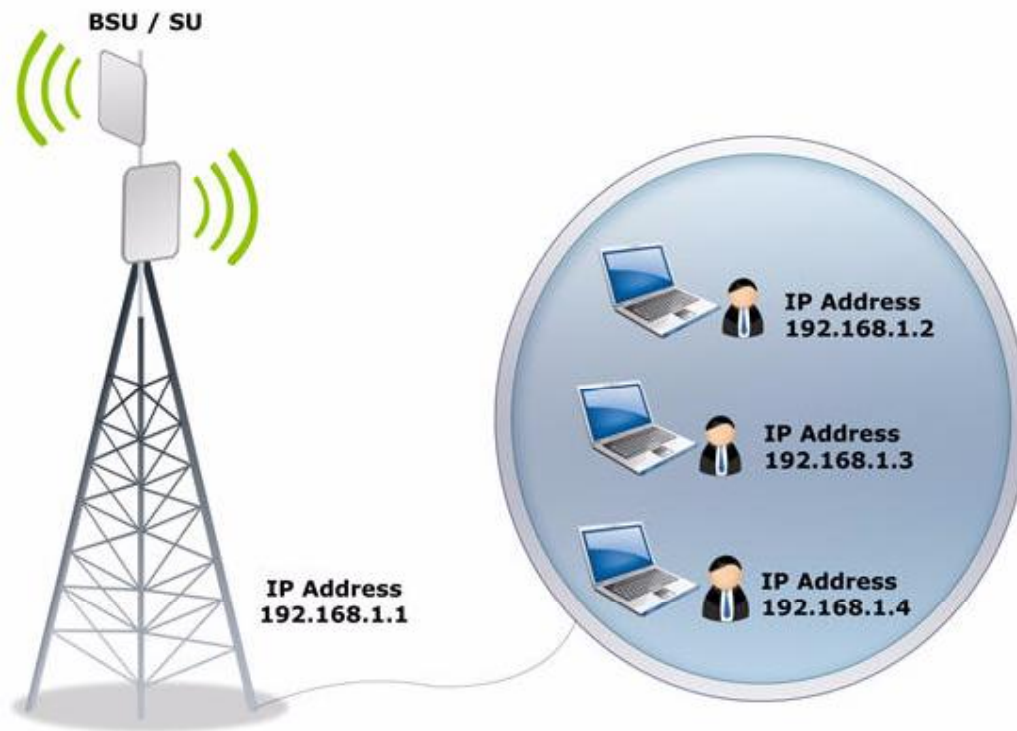 BSU / SU
IP Address
192.168.1.2
IP Address
192.168.1.3
IP Address
192.168.1.4
IP Address
192.168.1.1